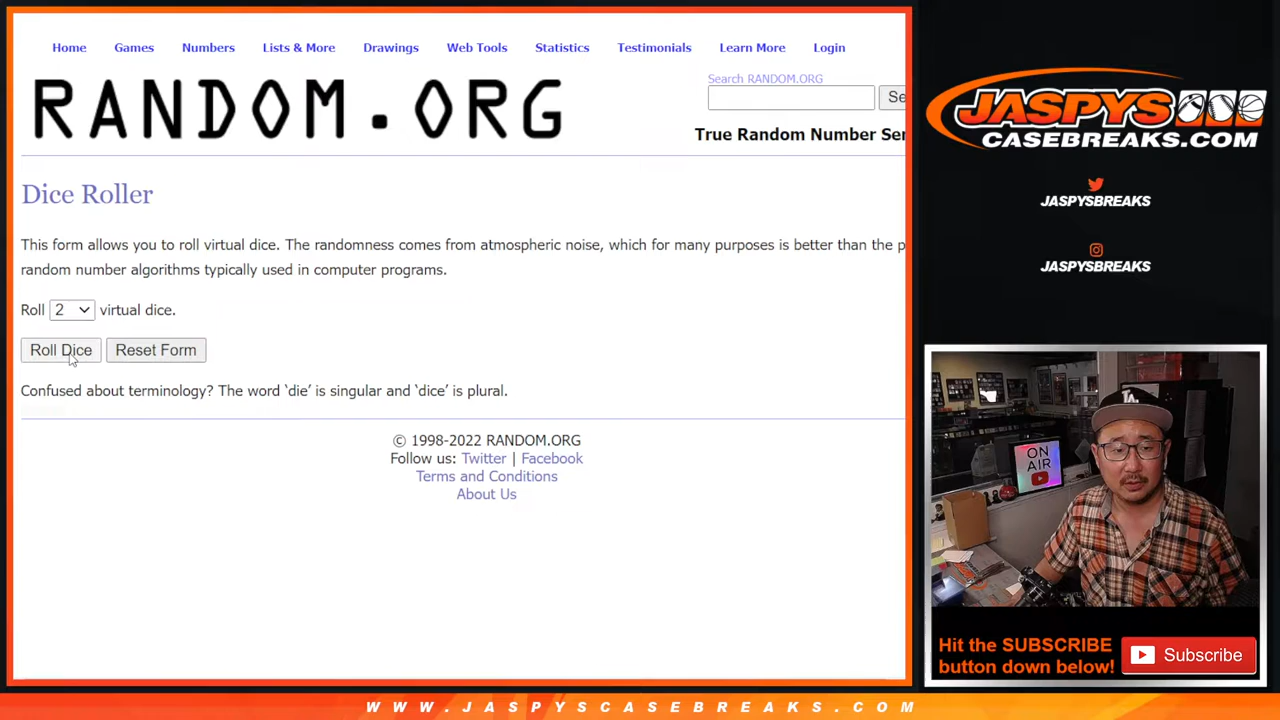 Home Games Numbers Lists & More Drawings Web Tools Statistics Testimonials Learn More Login
RANDOM.ORG
Search RANDOM.ORG
Se
True Random Number Ser
Dice Roller
This form allows you to roll virtual dice. The randomness comes from atmospheric noise, which for many purposes is better than the p
random number algorithms typically used in computer programs.
Roll 2 virtual dice.
Roll Dice Reset Form
Confused about terminology? The word ‘die’ is singular and ‘dice’ is plural.
© 1998-2022 RANDOM.ORG
Follow us: Twitter | Facebook
Terms and Conditions
About Us
JASPYS
CASEBREAKS.COM
JASPYSBREAKS
JASPYSBREAKS
LA
ON
AIR
Hit the SUBSCRIBE
button down below!
Subscribe
WWW.JASPYSCASEBREAKS.COM